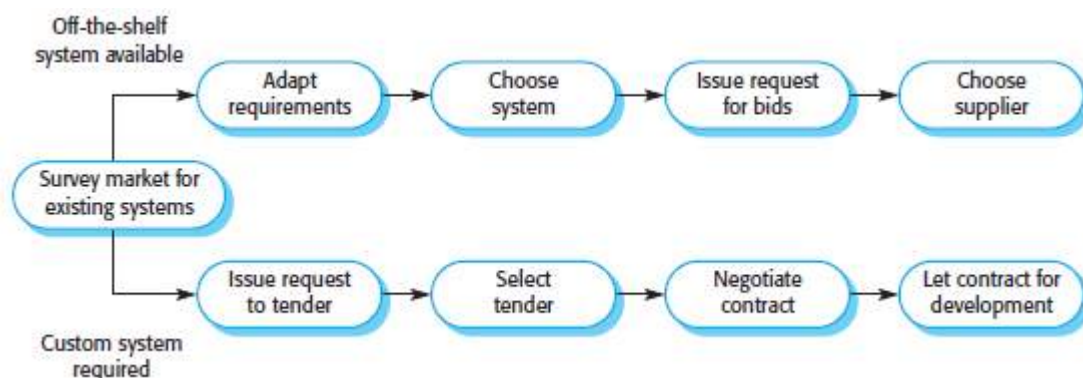 Off-the-shelf
system available
Adapt
requirements
Choose
system
Issue request
for bids
Choose
supplier
Survey market for
existing systems
Issue request
to tender
Select
tender
Negotiate
contract
Let contract for
development
Custom system
required